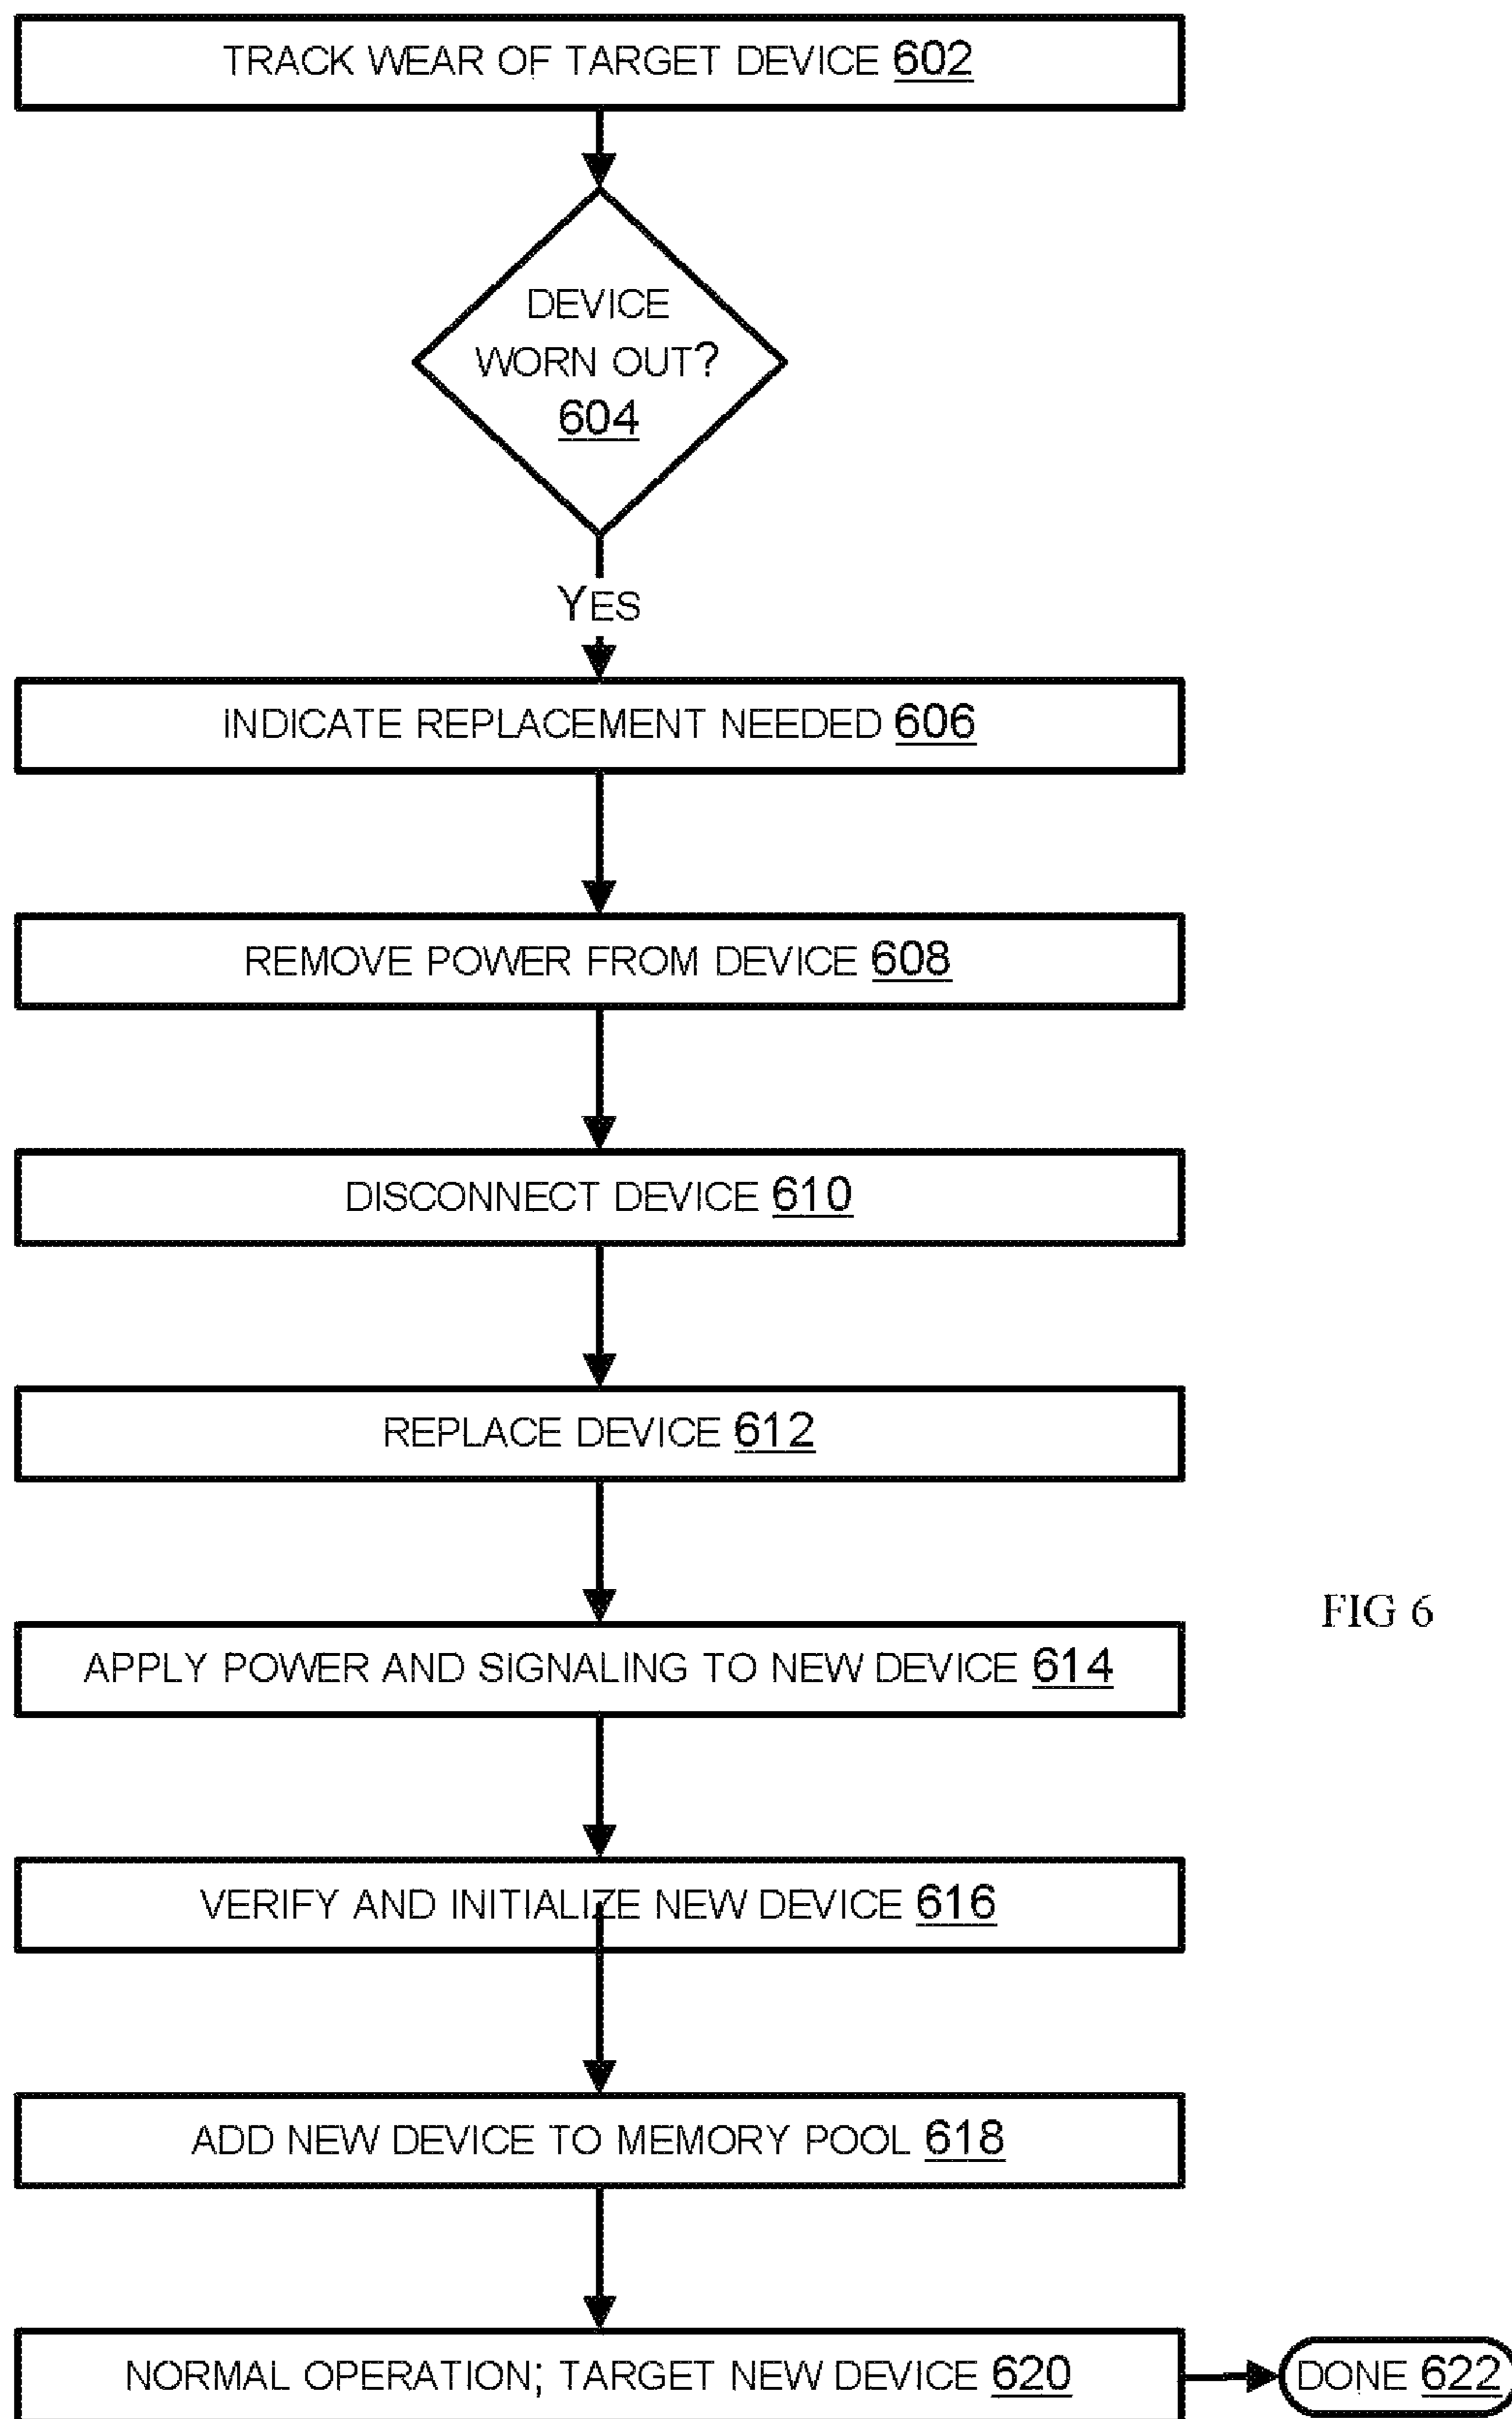 TRACK WEAR OF TARGET DEVICE 602
DEVICE
WORN OUT?
604
YES
INDICATE REPLACEMENT NEEDED 606
REMOVE POWER FROM DEVICE 608
DISCONNECT DEVICE 610
REPLACE DEVICE 612
APPLY POWER AND SIGNALING TO NEW DEVICE 614
FIG 6
VERIFY AND INITIALIZE NEW DEVICE 616
ADD NEW DEVICE TO MEMORY POOL 618
NORMAL OPERATION; TARGET NEW DEVICE 620
DONE 622